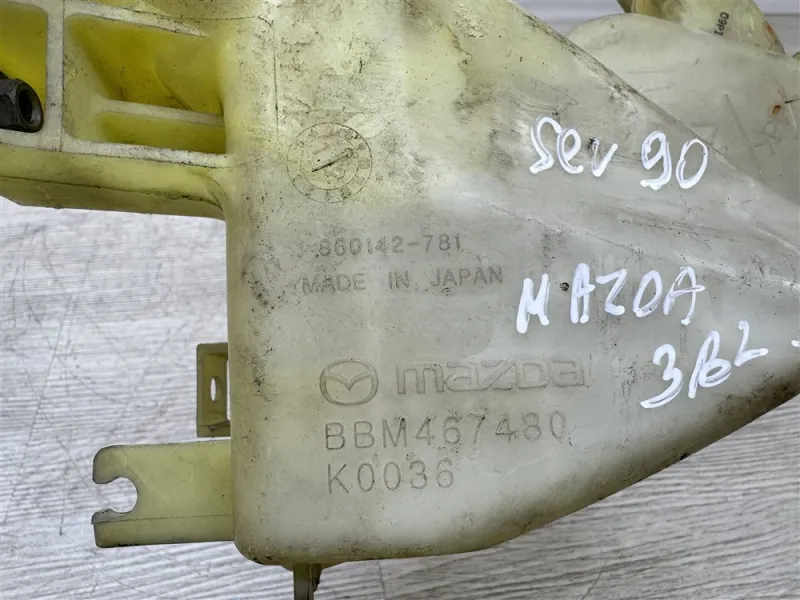 Sev 90
860142-781
MADE IN JAPAN
MAZDA
3BL
mazda
BBM467480
K0036